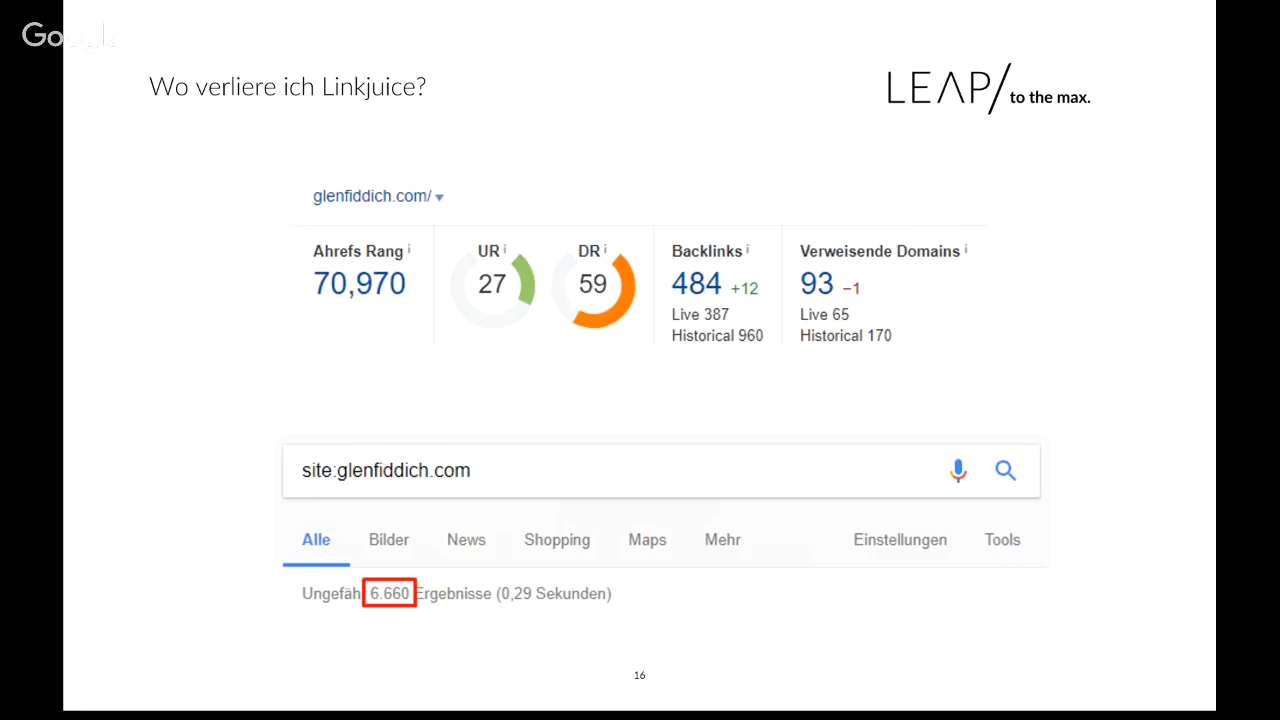 Google
Wo verliere ich Linkjuice?
LEAP/ to the max.
glenfiddich.com/
Ahrefs Rang i
70,970
UR i
27
DR i
59
Backlinks i
484 +12
Live 387
Historical 960
Verweisende Domains i
93 –1
Live 65
Historical 170
site:glenfiddich.com
Alle Bilder News Shopping Maps Mehr Einstellungen Tools
Ungefäh 6.660 Ergebnisse (0,29 Sekunden)
16